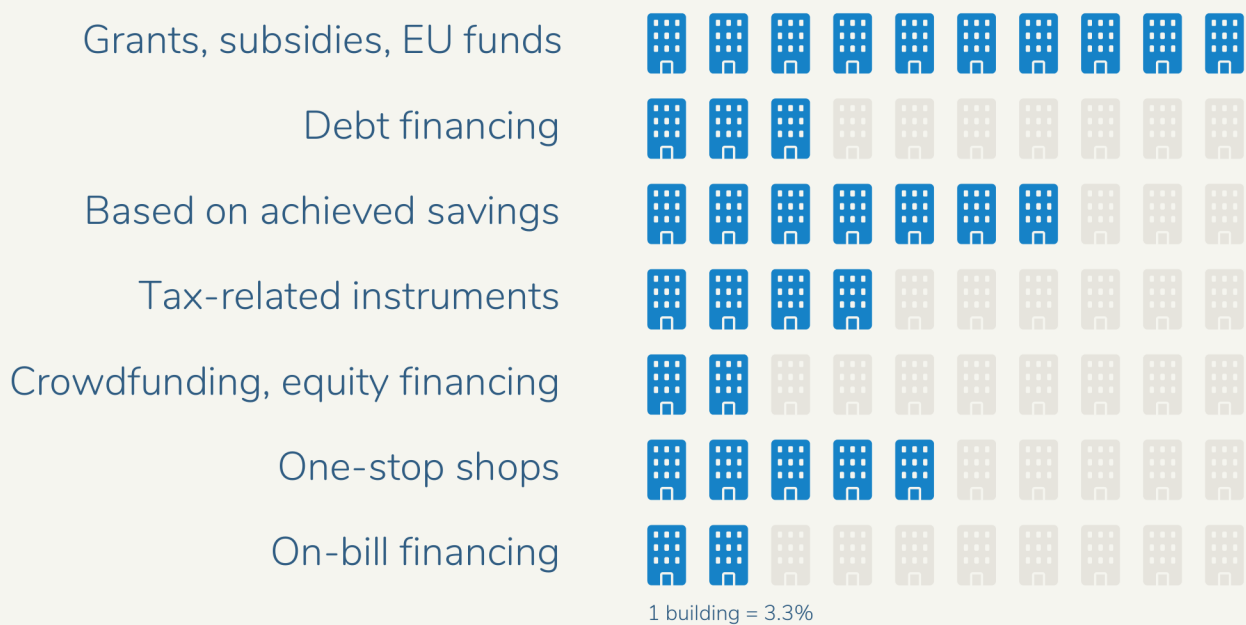 Grants, subsidies, EU funds
Debt financing
Based on achieved savings
Tax-related instruments
Crowdfunding, equity financing
One-stop shops
On-bill financing
1 building = 3.3%